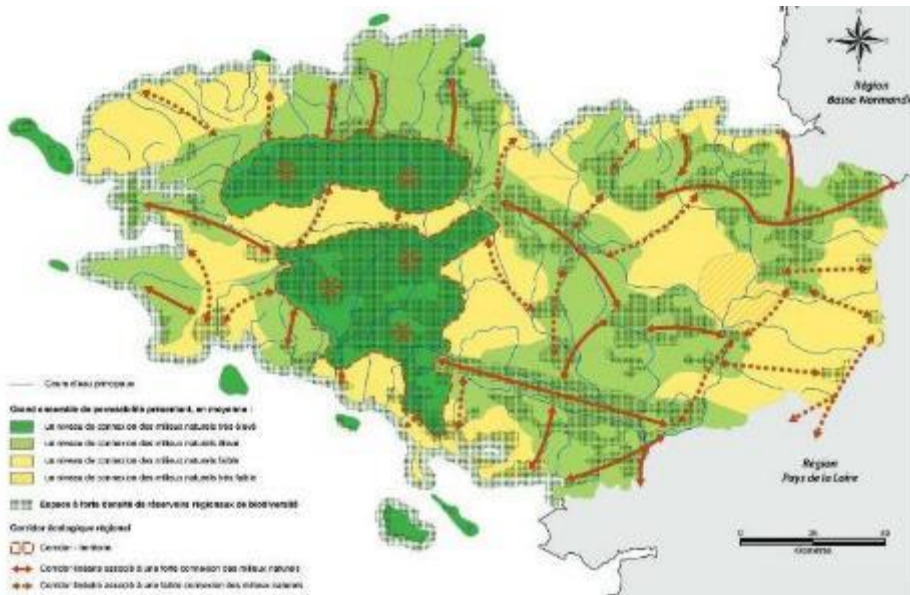 N
Région
Basse Normandie
Cours d'eau principaux
Grand ensemble de perméabilité présentant, en moyenne :
un niveau de connexion des milieux naturels très élevé
un niveau de connexion des milieux naturels élevé
un niveau de connexion des milieux naturels faible
un niveau de connexion des milieux naturels très faible
Espace à forte densité de réservoirs régionaux de biodiversité
Corridor écologique régional
Corridor - territoire
Corridor linéaire associé à une forte connexion des milieux naturels
Corridor linéaire associé à une faible connexion des milieux naturels
Région
Pays de la Loire
0
25
kilomètres